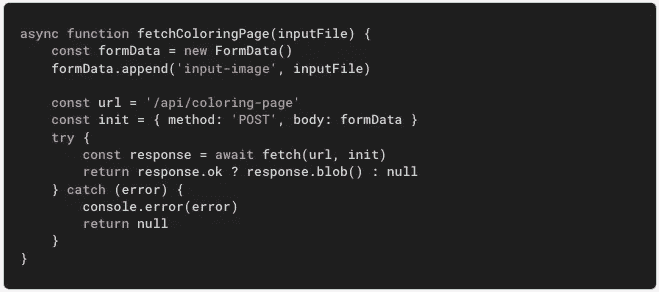 async function fetchColoringPage(inputFile) {
    const formData = new FormData()
    formData.append('input-image', inputFile)

    const url = '/api/coloring-page'
    const init = { method: 'POST', body: formData }
    try {
        const response = await fetch(url, init)
        return response.ok ? response.blob() : null
    } catch (error) {
        console.error(error)
        return null
    }
}